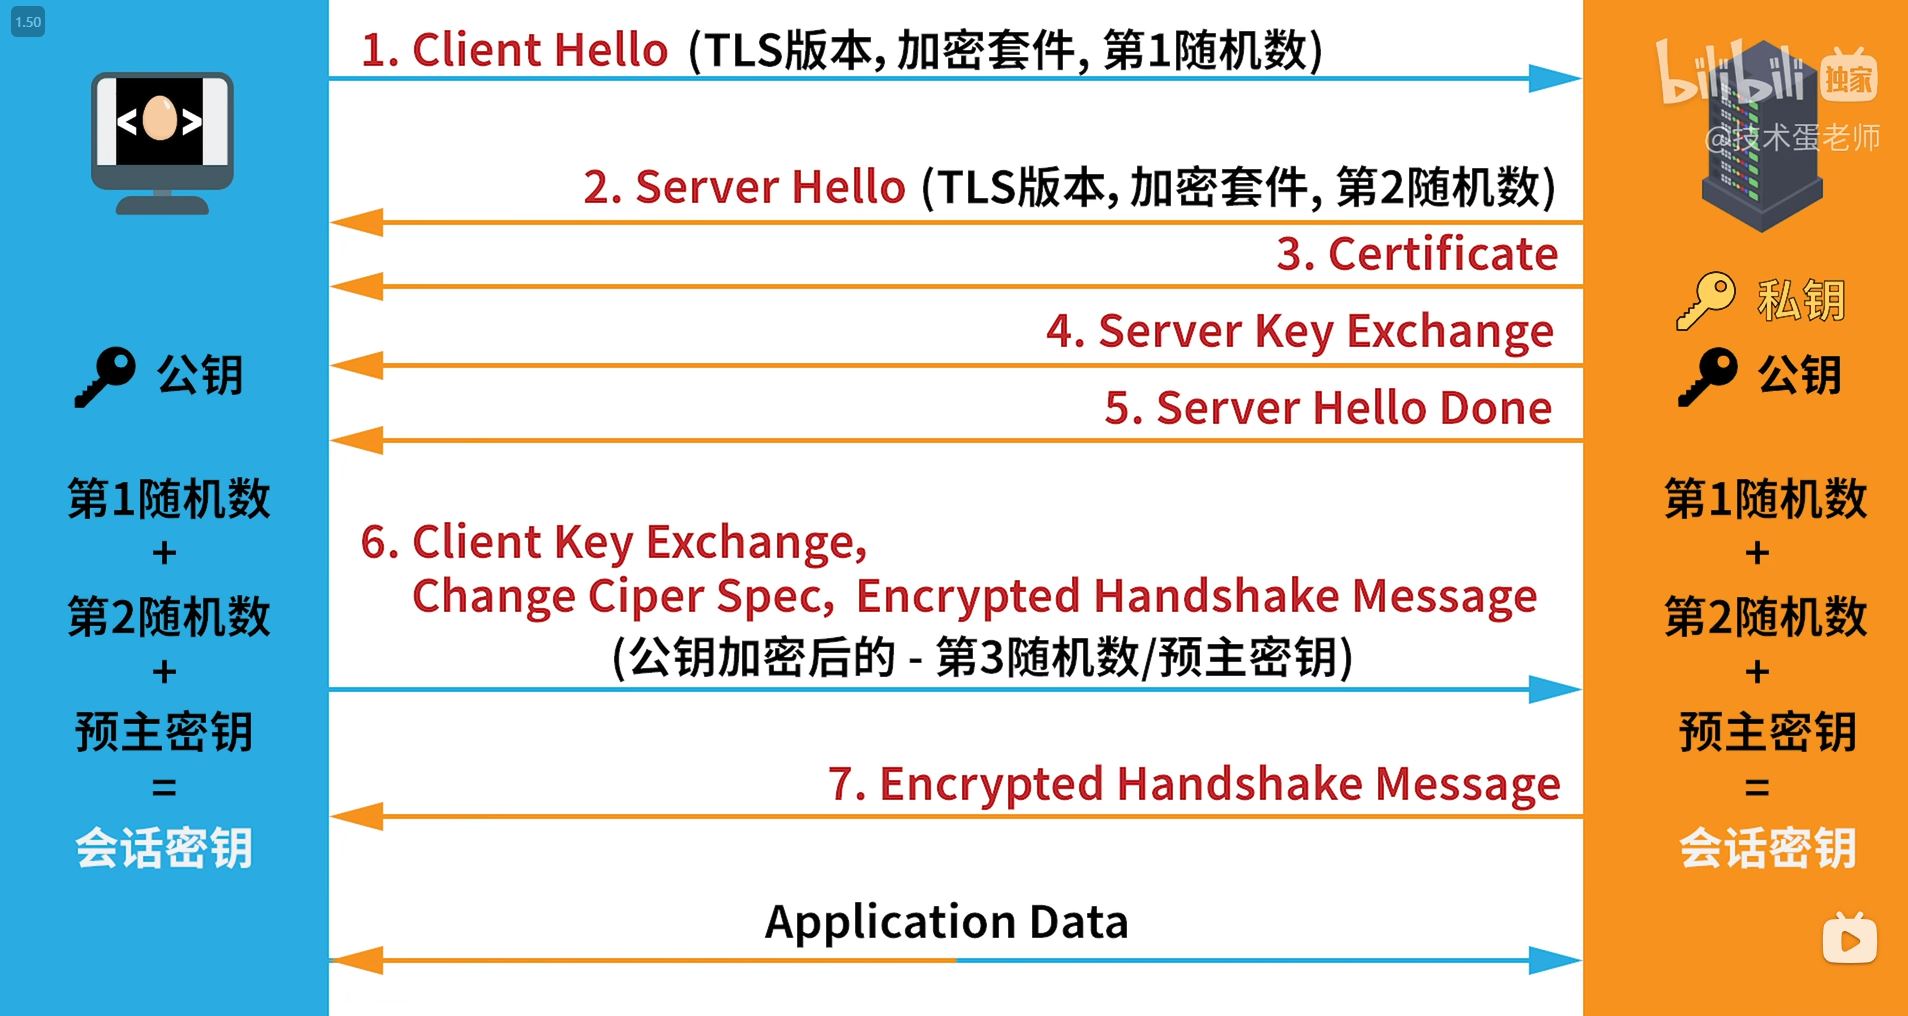 1.50
1. Client Hello (TLS版本, 加密套件, 第1随机数)
bilibili 独家
@技术蛋老师
< >
2. Server Hello (TLS版本, 加密套件, 第2随机数)
3. Certificate
私钥
4. Server Key Exchange
公钥
公钥
5. Server Hello Done
第1随机数
+
第2随机数
+
预主密钥
=
会话密钥
6. Client Key Exchange,
Change Ciper Spec, Encrypted Handshake Message
(公钥加密后的 - 第3随机数/预主密钥)
7. Encrypted Handshake Message
Application Data
第1随机数
+
第2随机数
+
预主密钥
=
会话密钥